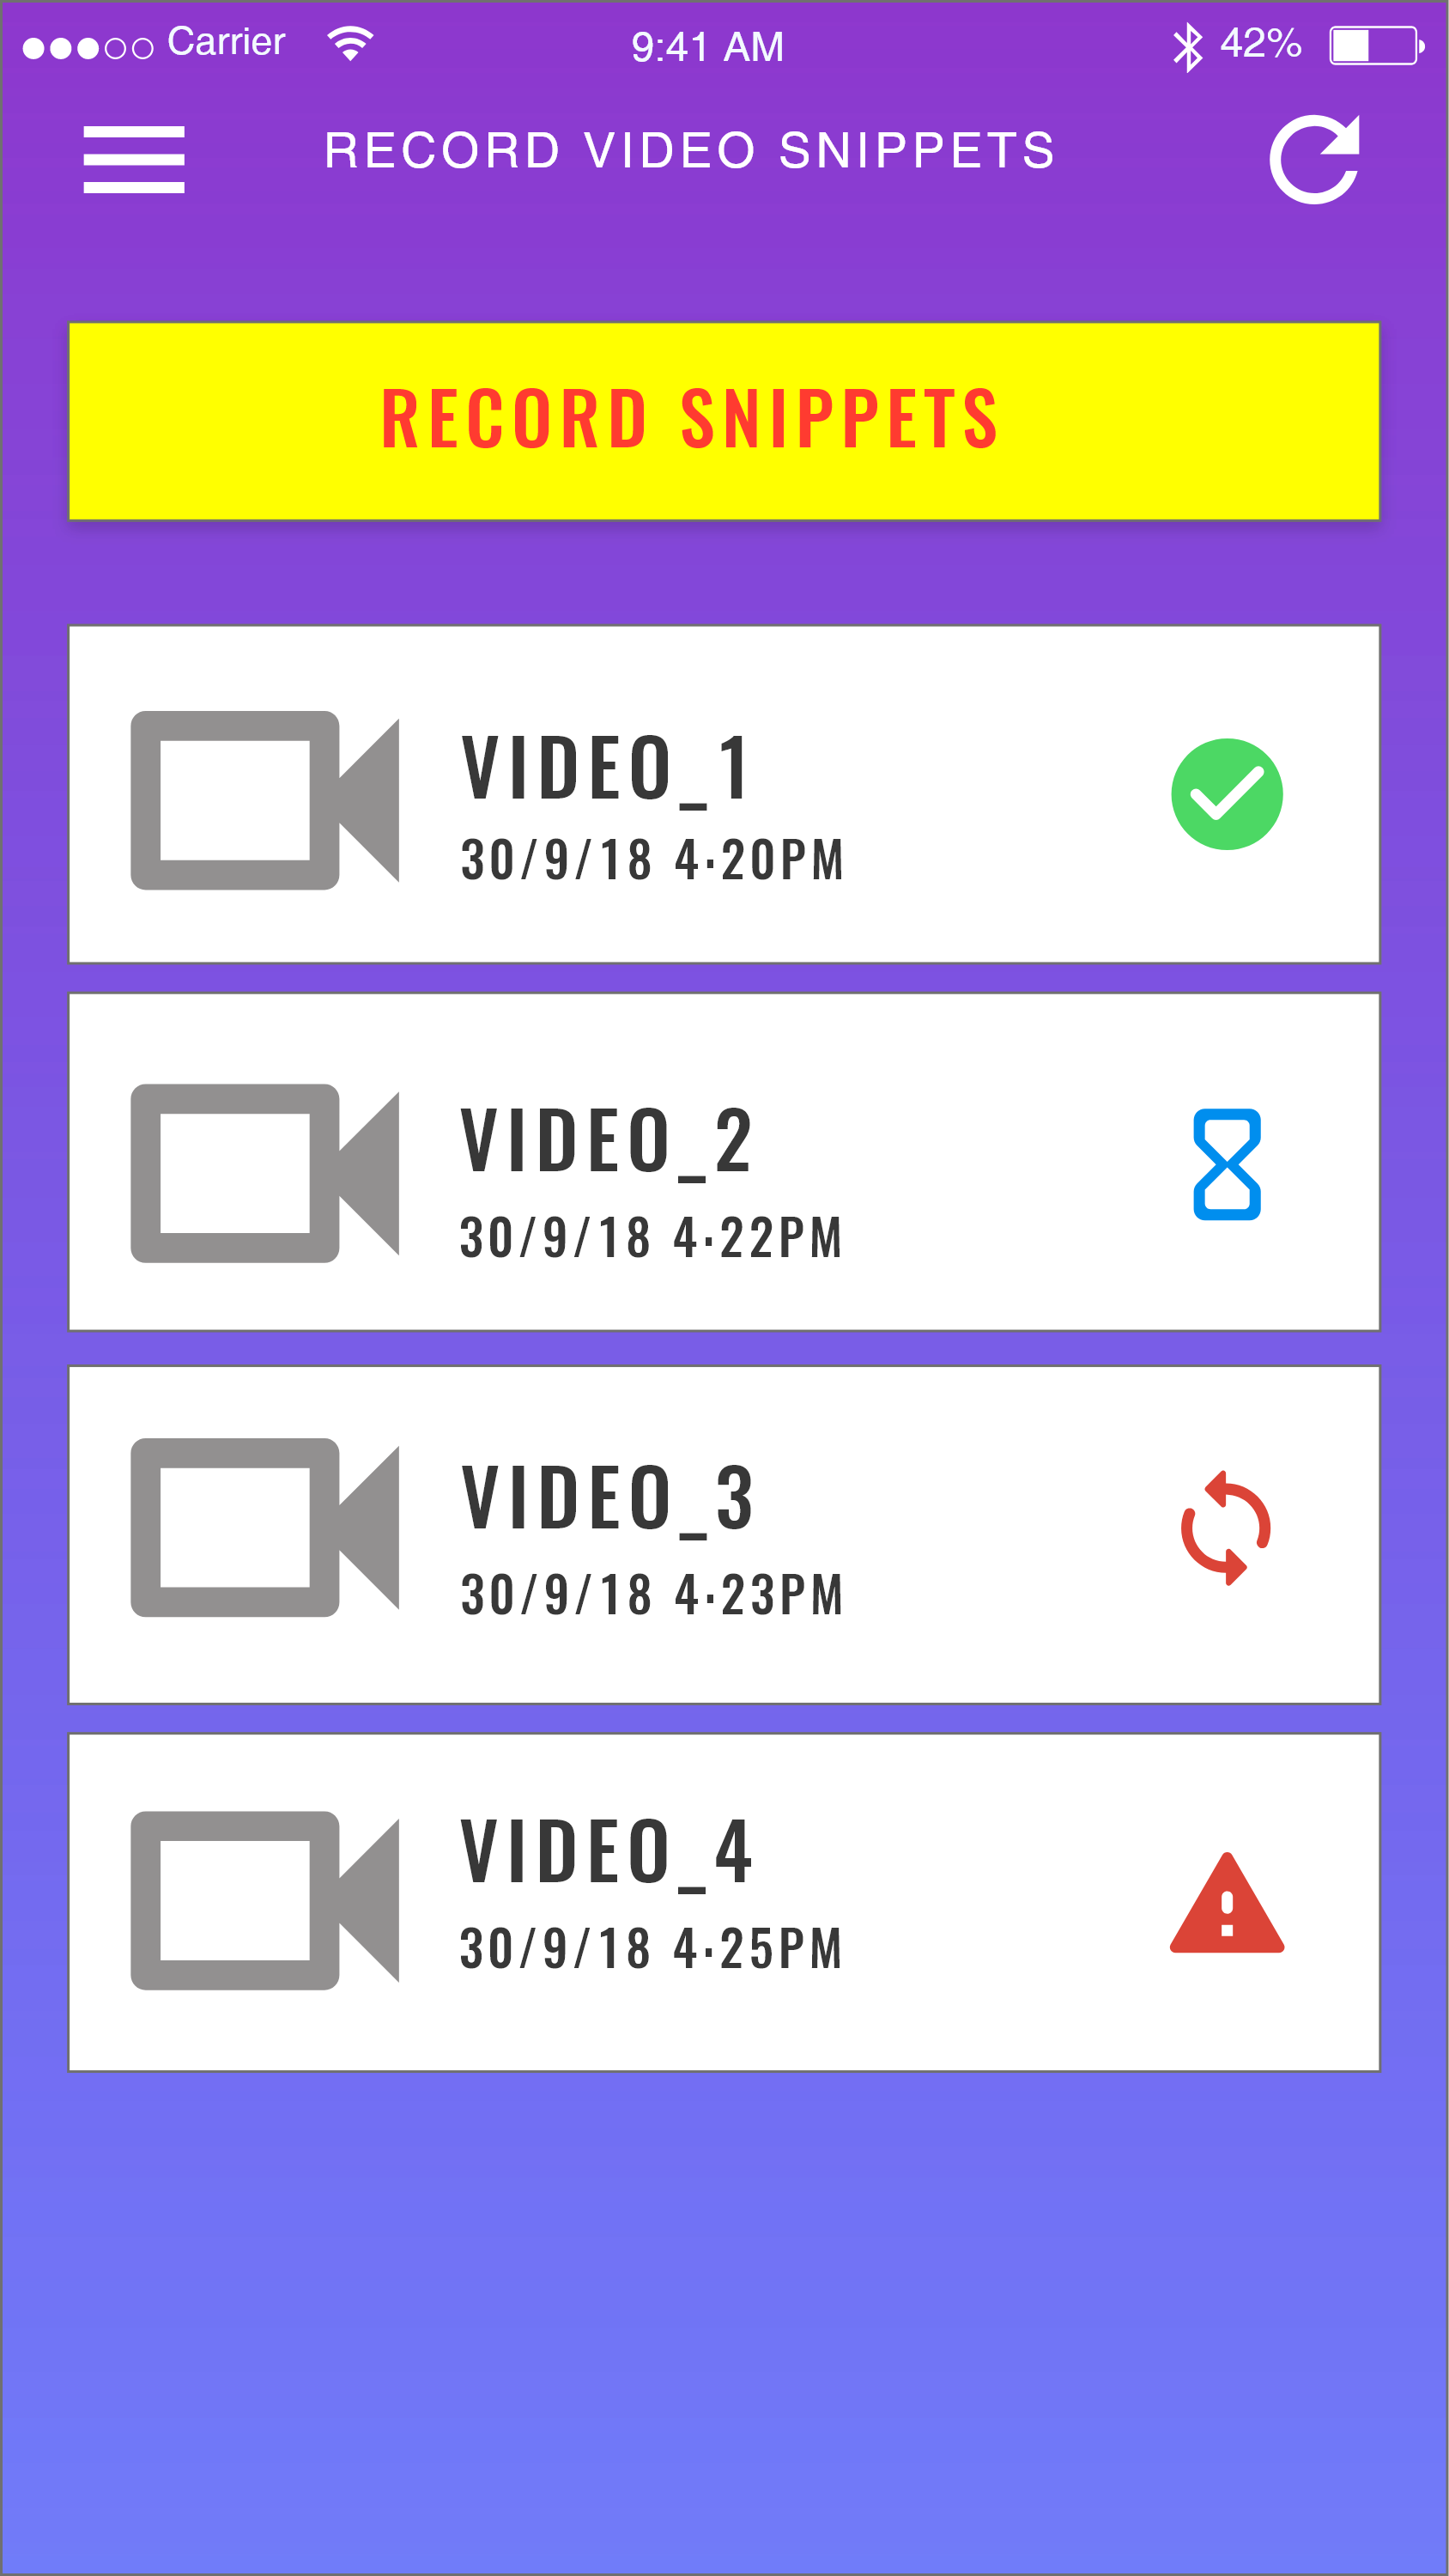 Carrier 9:41 AM 42%
RECORD VIDEO SNIPPETS
RECORD SNIPPETS
VIDEO_1
30/9/18 4·20PM
VIDEO_2
30/9/18 4·22PM
VIDEO_3
30/9/18 4·23PM
VIDEO_4
30/9/18 4·25PM